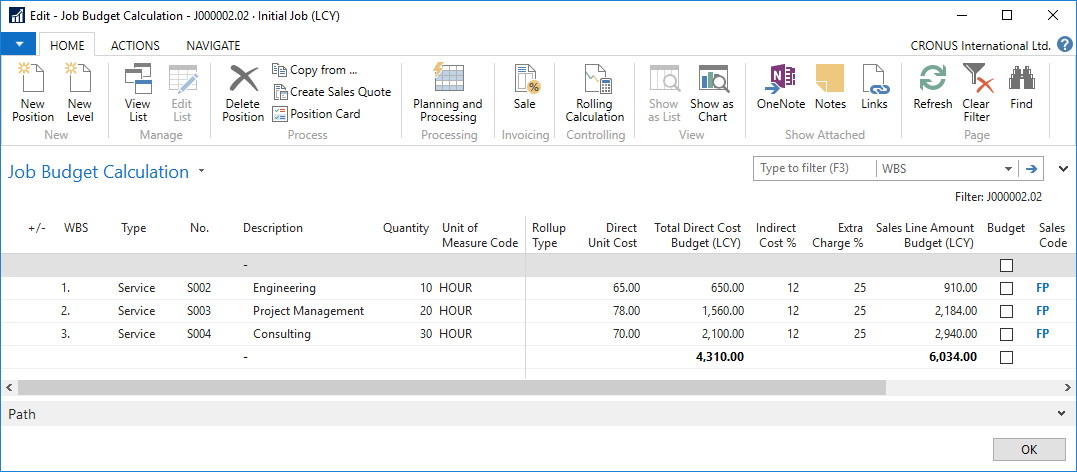 Edit - Job Budget Calculation - J000002.02 · Initial Job (LCY)
HOME ACTIONS NAVIGATE CRONUS International Ltd. ?
New Position New Level View List Edit List Delete Position Copy from ... Create Sales Quote Position Card Planning and Processing Sale Rolling Calculation Show as List Show as Chart OneNote Notes Links Refresh Clear Filter Find
New Manage Process Processing Invoicing Controlling View Show Attached Page
Job Budget Calculation Type to filter (F3) WBS
Filter: J000002.02
+/- WBS Type No. Description Quantity Unit of Measure Code Rollup Type Direct Unit Cost Total Direct Cost Budget (LCY) Indirect Cost % Extra Charge % Sales Line Amount Budget (LCY) Budget Sales Code
-
1. Service S002 Engineering 10 HOUR 65.00 650.00 12 25 910.00 FP
2. Service S003 Project Management 20 HOUR 78.00 1,560.00 12 25 2,184.00 FP
3. Service S004 Consulting 30 HOUR 70.00 2,100.00 12 25 2,940.00 FP
- 4,310.00 6,034.00
Path
OK